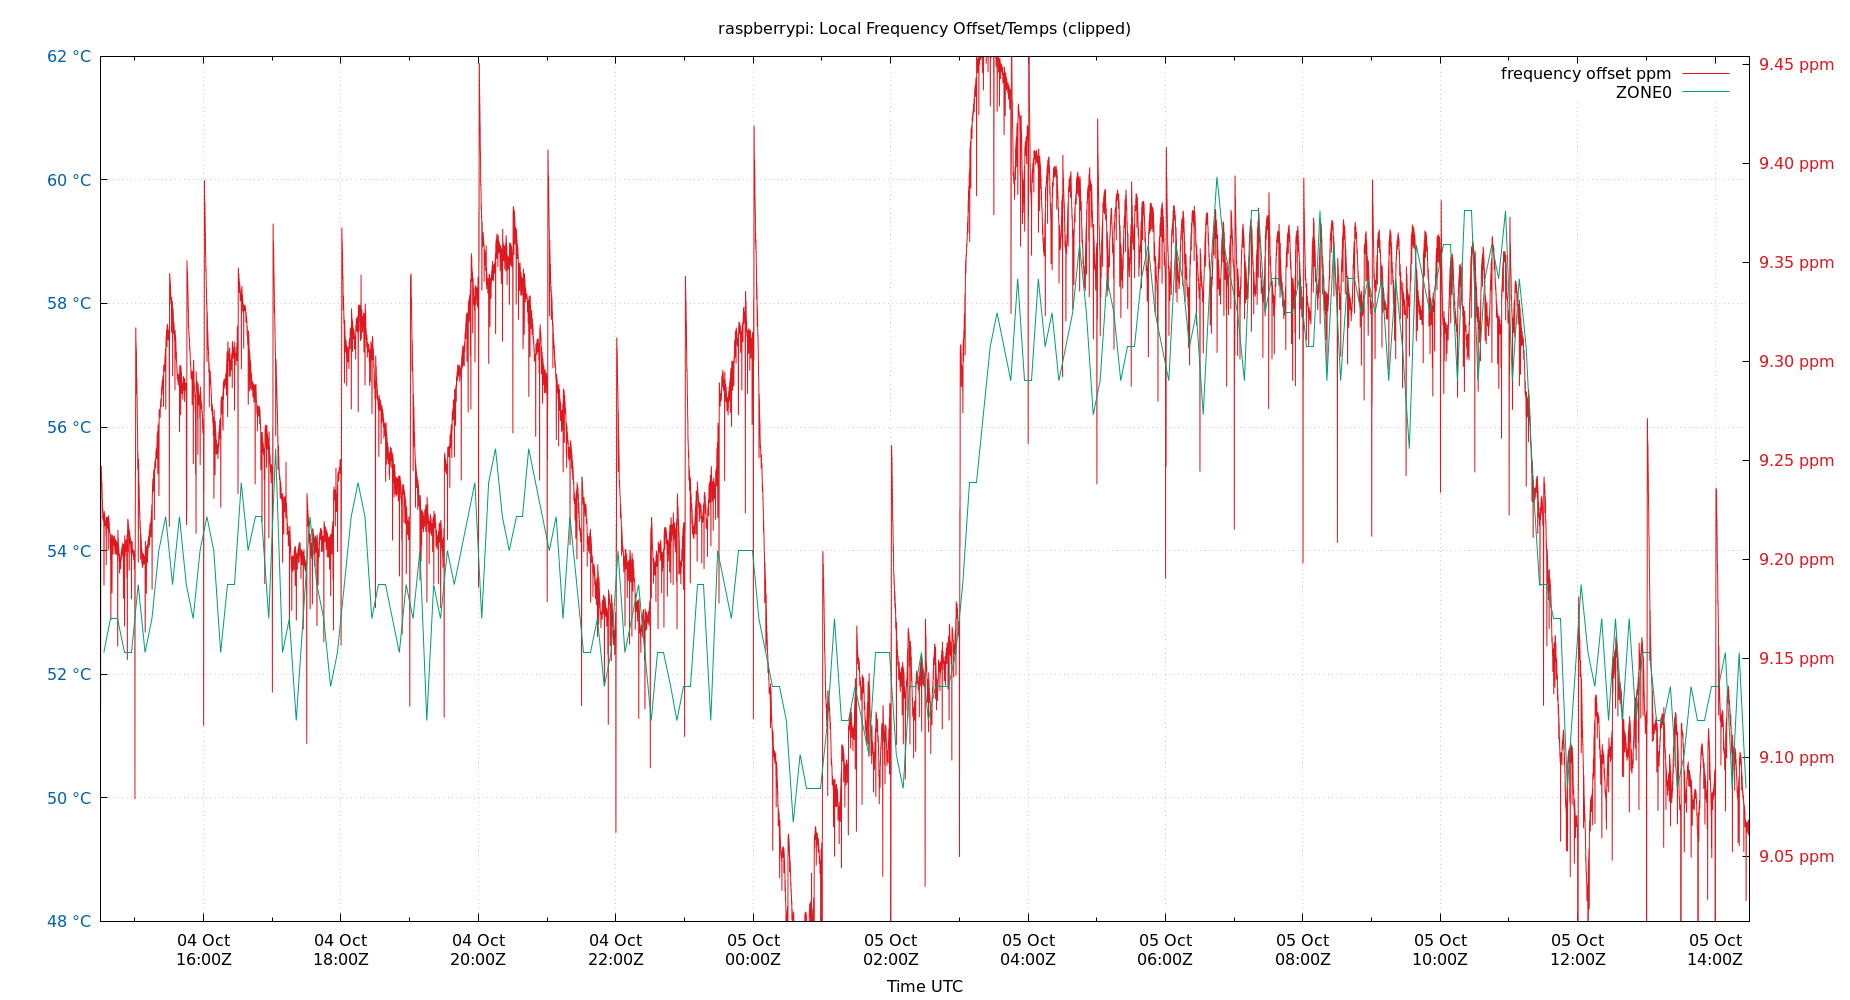 raspberrypi: Local Frequency Offset/Temps (clipped)
62 °C
60 °C
58 °C
56 °C
54 °C
52 °C
50 °C
48 °C
frequency offset ppm
ZONE0
9.45 ppm
9.40 ppm
9.35 ppm
9.30 ppm
9.25 ppm
9.20 ppm
9.15 ppm
9.10 ppm
9.05 ppm
04 Oct
16:00Z
04 Oct
18:00Z
04 Oct
20:00Z
04 Oct
22:00Z
05 Oct
00:00Z
05 Oct
02:00Z
05 Oct
04:00Z
05 Oct
06:00Z
05 Oct
08:00Z
05 Oct
10:00Z
05 Oct
12:00Z
05 Oct
14:00Z
Time UTC